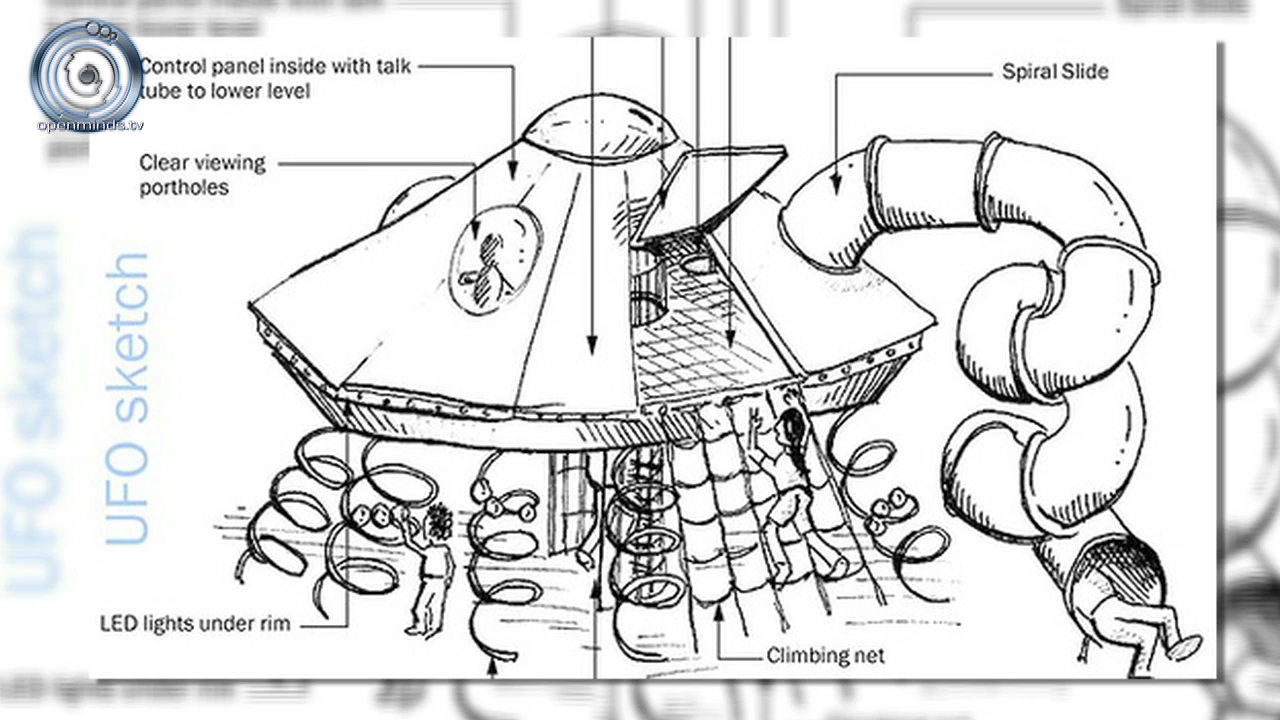 Control panel inside with talk
tube to lower level
Spiral Slide
openminds.tv
Clear viewing
portholes
UFO sketch
LED lights under rim
Climbing net